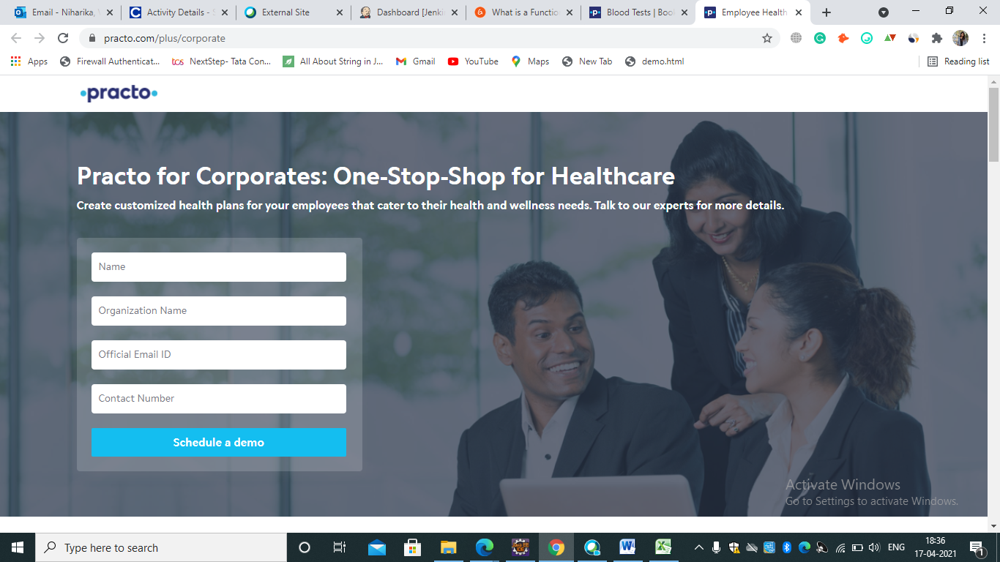 Email - Niharika,
Activity Details -
External Site
Dashboard [Jenki
What is a Functio
Blood Tests | Boo
Employee Health
practo.com/plus/corporate
Apps
Firewall Authenticat...
tcs NextStep- Tata Con...
All About String in J...
Gmail
YouTube
Maps
New Tab
demo.html
Reading list
practo
Practo for Corporates: One-Stop-Shop for Healthcare
Create customized health plans for your employees that cater to their health and wellness needs. Talk to our experts for more details.
Name
Organization Name
Official Email ID
Contact Number
Schedule a demo
Activate Windows
Go to Settings to activate Windows.
Type here to search
ENG
18:36
17-04-2021
1